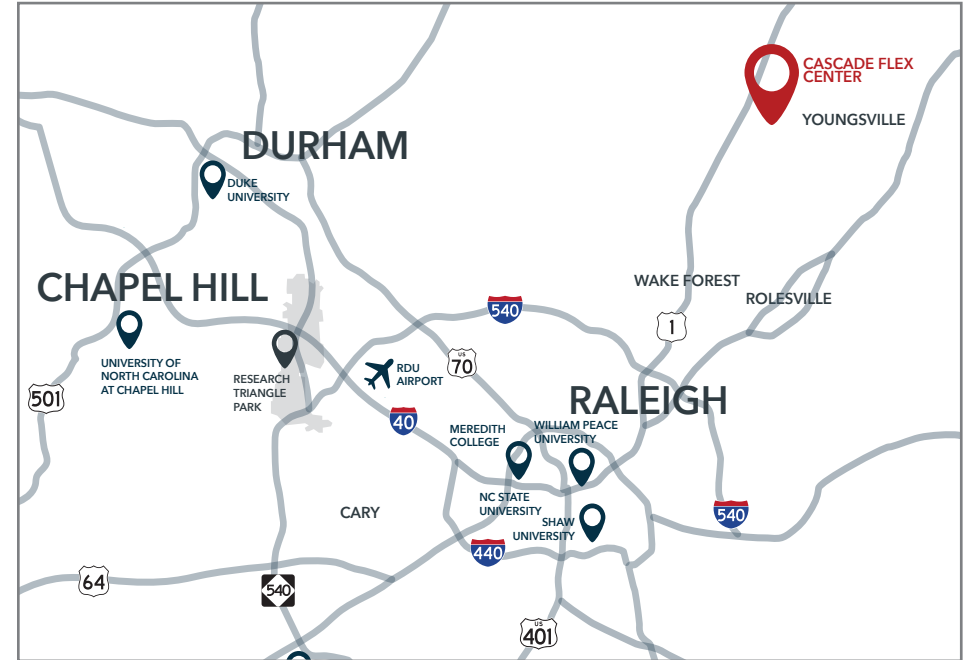 CASCADE FLEX
CENTER
YOUNGSVILLE
DURHAM
DUKE
UNIVERSITY
CHAPEL HILL
WAKE FOREST
ROLESVILLE
540
1
UNIVERSITY OF
NORTH CAROLINA
AT CHAPEL HILL
RESEARCH
TRIANGLE
PARK
RDU
AIRPORT
US
70
501
40
RALEIGH
MEREDITH
COLLEGE
WILLIAM PEACE
UNIVERSITY
NC STATE
UNIVERSITY
SHAW
UNIVERSITY
CARY
540
440
64
540
US
401